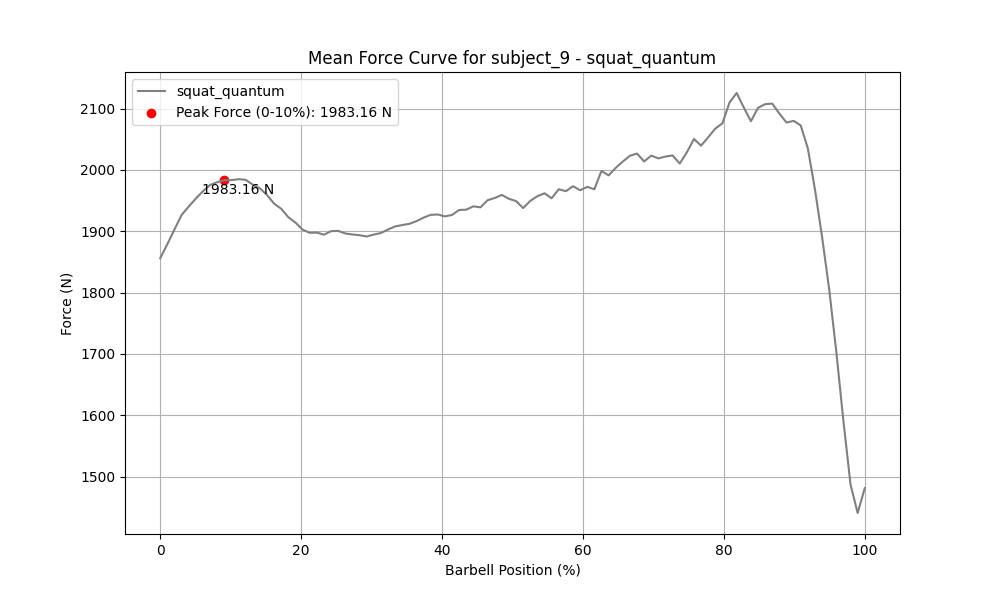 Mean Force Curve for subject_9 - squat_quantum
squat_quantum
Peak Force (0-10%): 1983.16 N
1983.16 N
2100
2000
1900
1800
1700
1600
1500
Force (N)
0 20 40 60 80 100
Barbell Position (%)